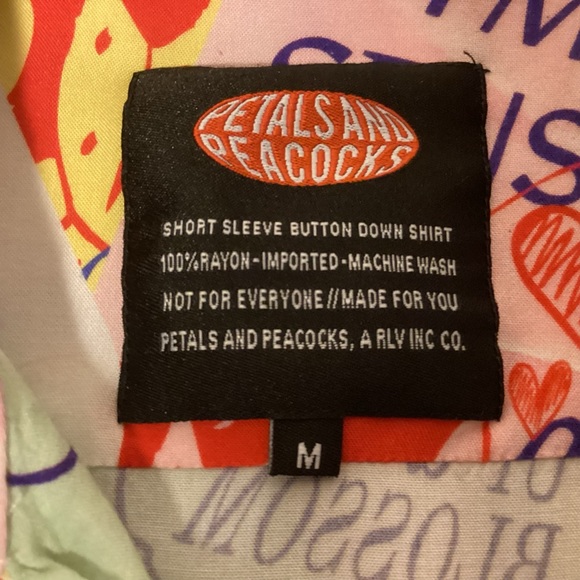 PETALS AND
PEACOCKS
SHORT SLEEVE BUTTON DOWN SHIRT
100%RAYON-IMPORTED-MACHINE WASH
NOT FOR EVERYONE//MADE FOR YOU
PETALS AND PEACOCKS, A RLV INC CO.
M
BLOSSOM